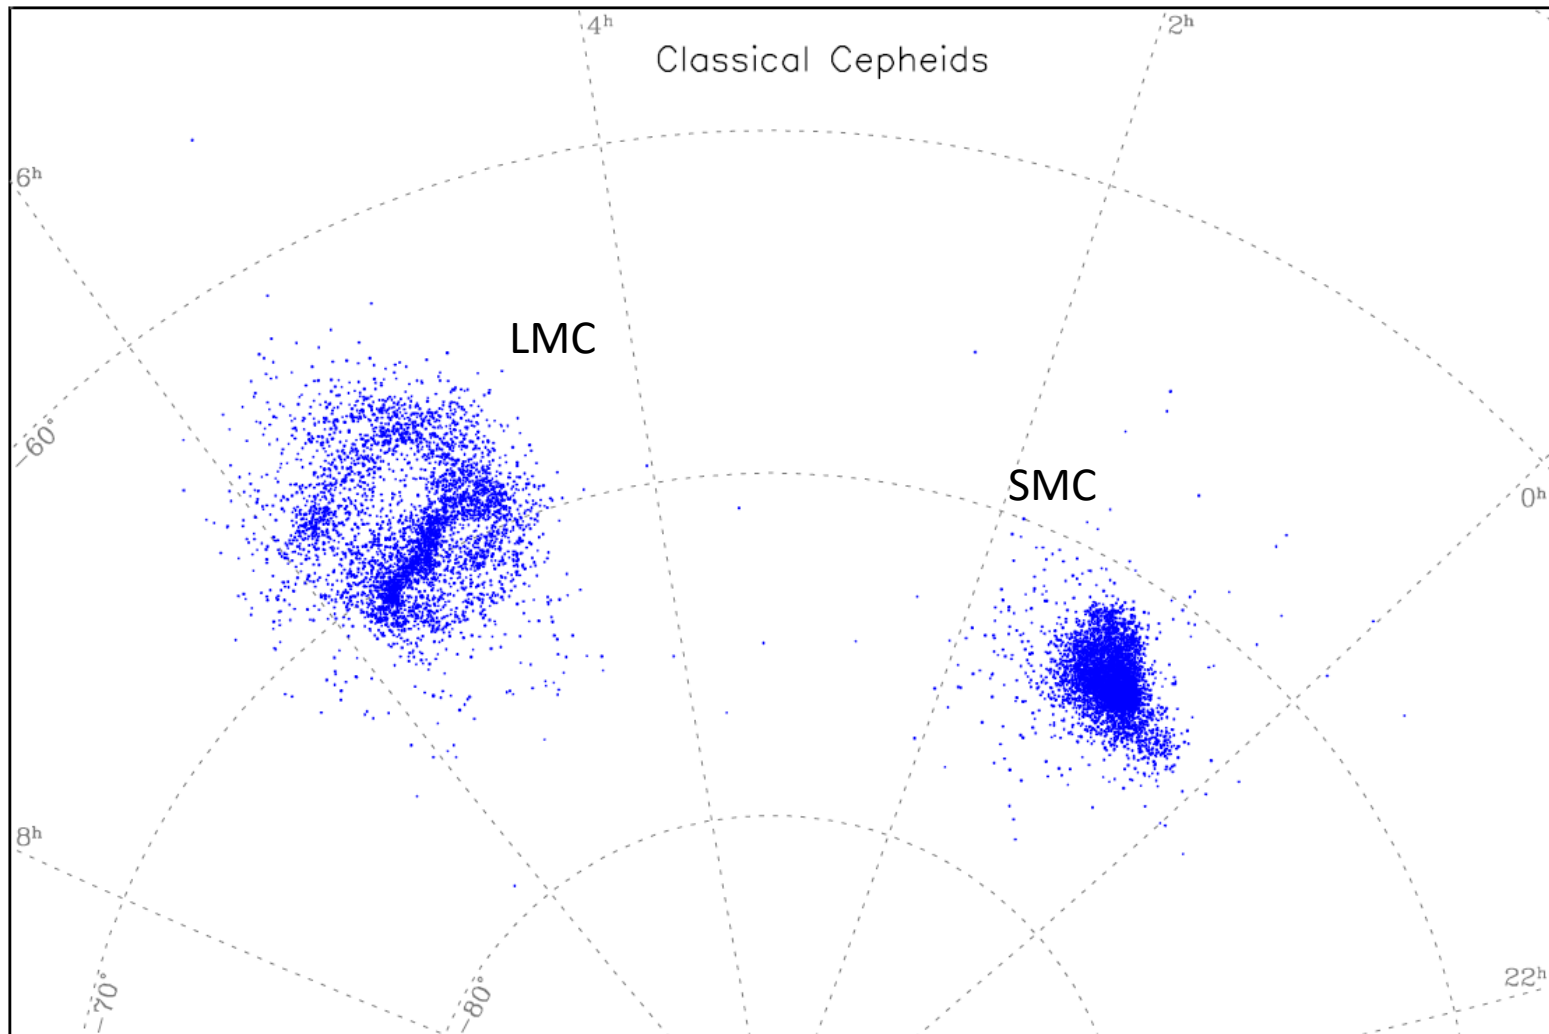 4ʰ
2ʰ
Classical Cepheids
6ʰ
LMC
-60°
SMC
0ʰ
8ʰ
22ʰ
-70°
-80°